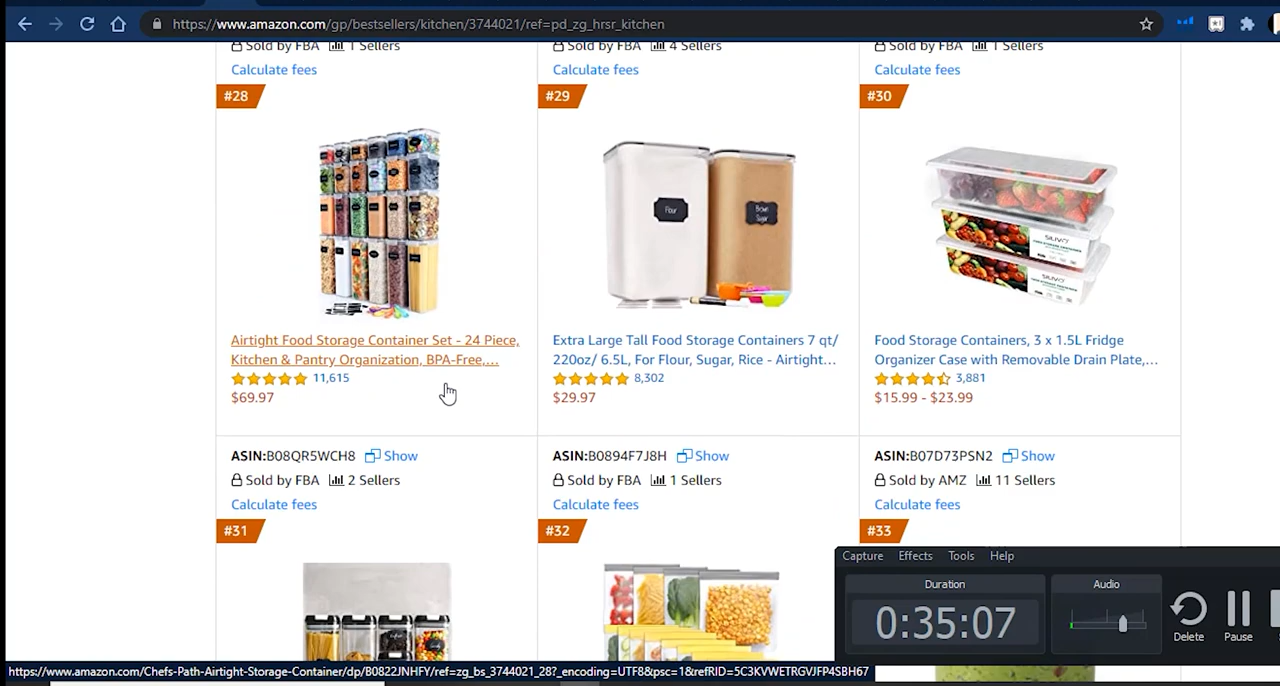 https://www.amazon.com/gp/bestsellers/kitchen/3744021/ref=pd_zg_hrsr_kitchen
Sold by FBA 1 Sellers
Sold by FBA 4 Sellers
Sold by FBA 1 Sellers
Calculate fees
Calculate fees
Calculate fees
#28
#29
#30
Flour
Brown
Sugar
SILIVO
SILIVO
Airtight Food Storage Container Set - 24 Piece,
Kitchen & Pantry Organization, BPA-Free,...
11,615
$69.97
Extra Large Tall Food Storage Containers 7 qt/
220oz/ 6.5L, For Flour, Sugar, Rice - Airtight...
8,302
$29.97
Food Storage Containers, 3 x 1.5L Fridge
Organizer Case with Removable Drain Plate,...
3,881
$15.99 - $23.99
ASIN:B08QR5WCH8 Show
Sold by FBA 2 Sellers
Calculate fees
ASIN:B0894F7J8H Show
Sold by FBA 1 Sellers
Calculate fees
ASIN:B07D73PSN2 Show
Sold by AMZ 11 Sellers
Calculate fees
#31
#32
#33
Capture Effects Tools Help
Duration
0:35:07
Audio
Delete
Pause
https://www.amazon.com/Chefs-Path-Airtight-Storage-Container/dp/B0822JNHFY/ref=zg_bs_3744021_28?_encoding=UTF8&psc=1&refRID=5C3KVWETRGVJFP4SBH67